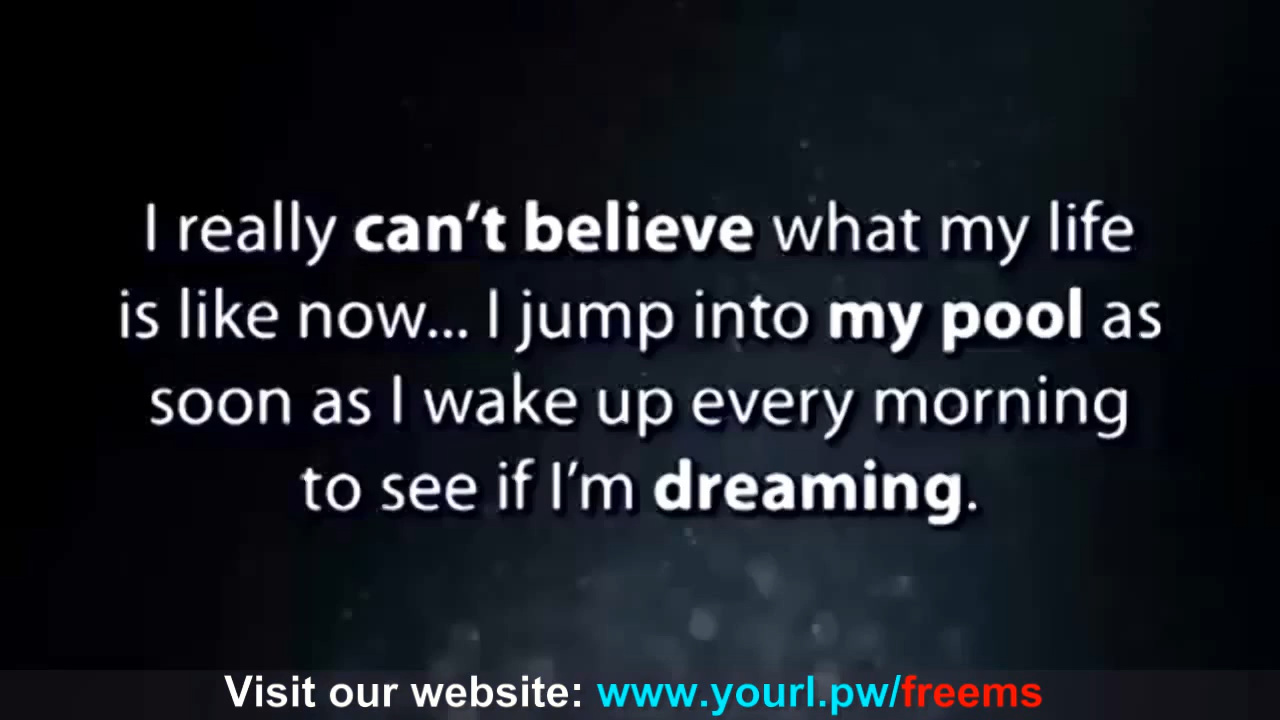 I really can't believe what my life
is like now... I jump into my pool as
soon as I wake up every morning
to see if I'm dreaming.
Visit our website: www.yourl.pw/freems